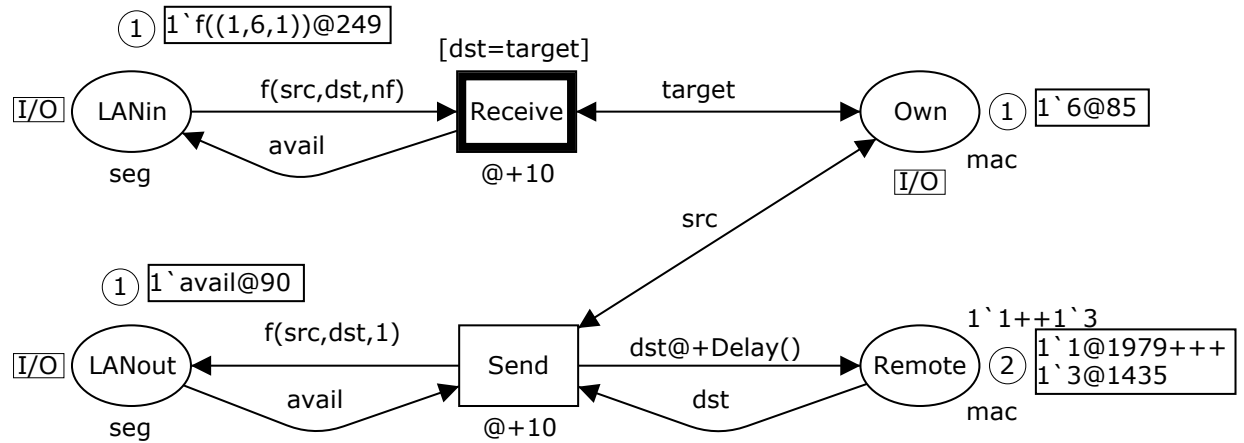 1 1`f((1,6,1))@249
[dst=target]
I/O LANin f(src,dst,nf) Receive target Own 1 1`6@85
avail
seg @+10 mac
I/O
src
1 1`avail@90
1`1++1`3
f(src,dst,1) dst@+Delay() 1`1@1979+++
I/O LANout Send Remote 2 1`3@1435
avail dst
seg @+10 mac